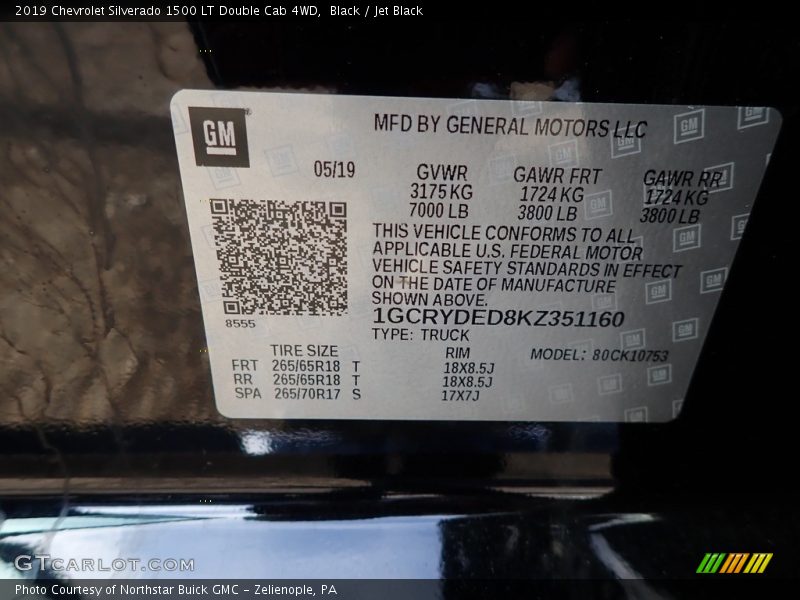 2019 Chevrolet Silverado 1500 LT Double Cab 4WD, Black / Jet Black
GM
MFD BY GENERAL MOTORS LLC
05/19 GVWR GAWR FRT GAWR RR
3175 KG 1724 KG 1724 KG
7000 LB 3800 LB 3800 LB
THIS VEHICLE CONFORMS TO ALL
APPLICABLE U.S. FEDERAL MOTOR
VEHICLE SAFETY STANDARDS IN EFFECT
ON THE DATE OF MANUFACTURE
SHOWN ABOVE.
8555 1GCRYDED8KZ351160
TYPE: TRUCK
TIRE SIZE RIM MODEL: 80CK10753
FRT 265/65R18 T 18X8.5J
RR 265/65R18 T 18X8.5J
SPA 265/70R17 S 17X7J
GTCARLOT.COM
Photo Courtesy of Northstar Buick GMC - Zelienople, PA